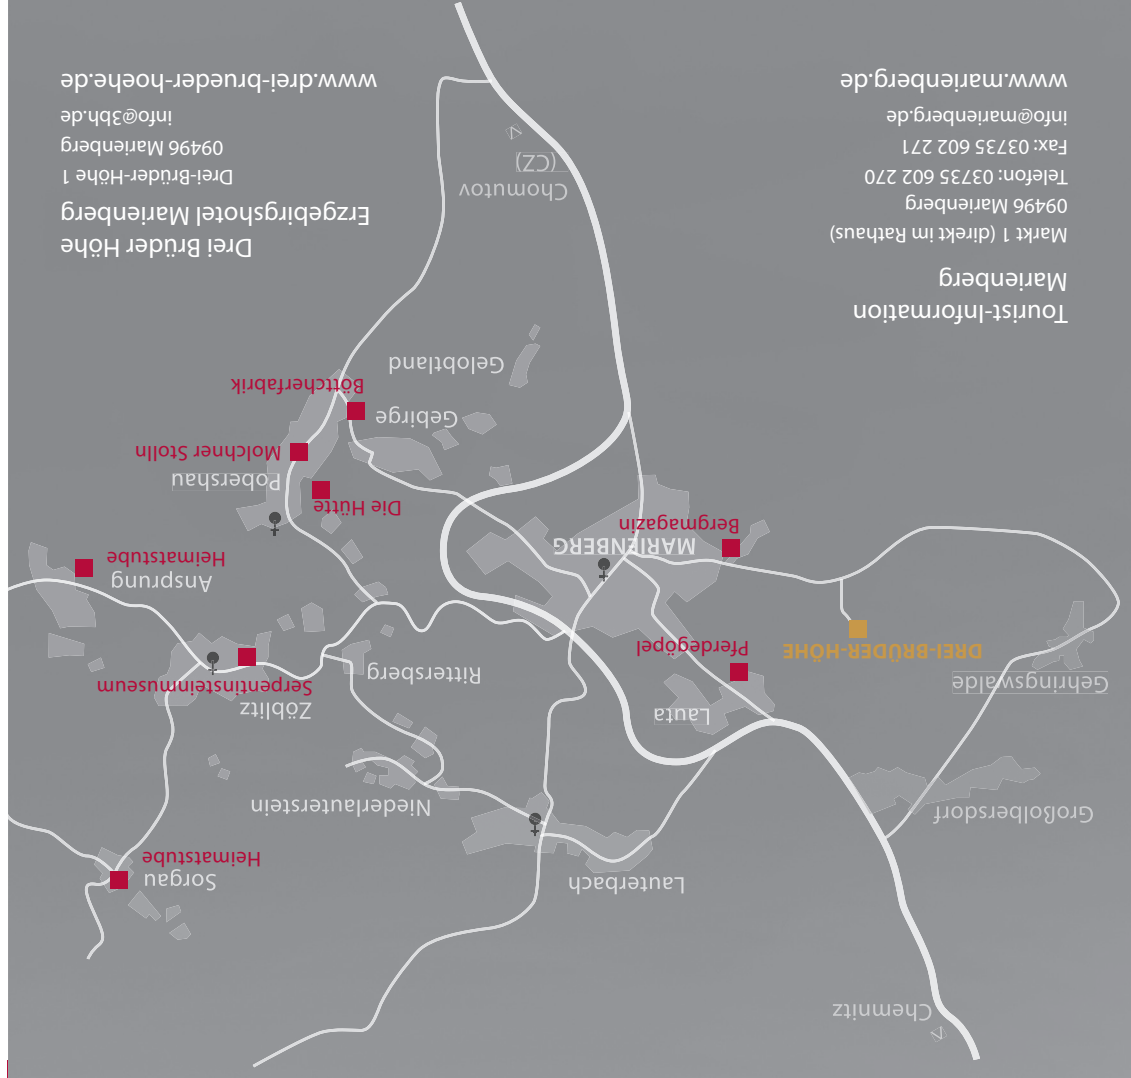 Chemnitz
Lauterbach
Sorgau
Heimatstube
Großolbersdorf
Niederlauterstein
Lauta
Zöblitz
Serpentinsteinmuseum
Gehringswalde
Rittersberg
DREI-BRÜDER-HÖHE
Pferdegöpel
Ansprung
Heimatstube
MARIENBERG
Bergmagazin
Die Hütte
Pobershau
Molchner Stolln
Gebirge
Böttcherfabrik
Gelobtland
Tourist-Information
Marienberg
Markt 1 (direkt im Rathaus)
09496 Marienberg
Telefon: 03735 602 270
Fax: 03735 602 271
info@marienberg.de
www.marienberg.de
Chomutov
(CZ)
Drei Brüder Höhe
Erzgebirgshotel Marienberg
Drei-Brüder-Höhe 1
09496 Marienberg
info@3bh.de
www.drei-brueder-hoehe.de